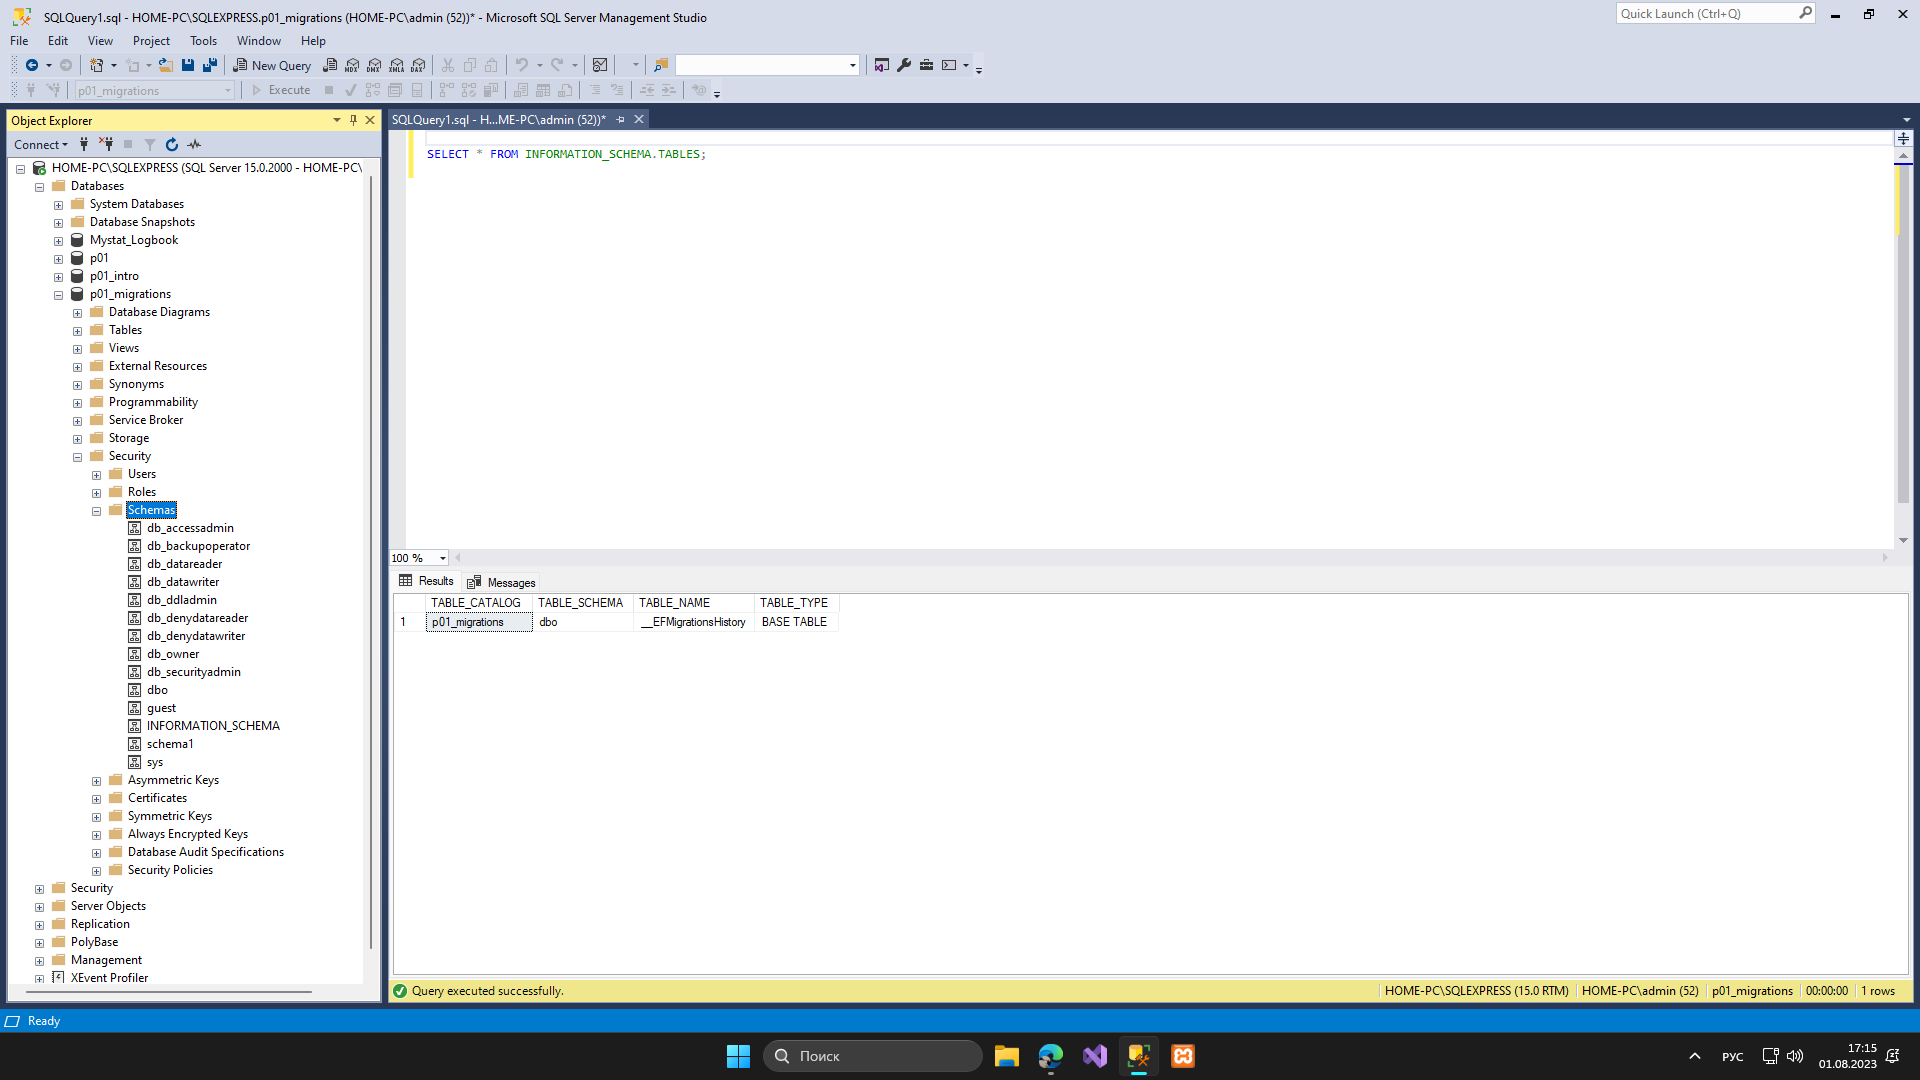 SQLQuery1.sql - HOME-PC\SQLEXPRESS.p01_migrations (HOME-PC\admin (52))* - Microsoft SQL Server Management Studio
Quick Launch (Ctrl+Q)
File Edit View Project Tools Window Help
New Query MDX DMX XMLA DAX
p01_migrations Execute
Object Explorer
Connect
HOME-PC\SQLEXPRESS (SQL Server 15.0.2000 - HOME-PC\
Databases
System Databases
Database Snapshots
Mystat_Logbook
p01
p01_intro
p01_migrations
Database Diagrams
Tables
Views
External Resources
Synonyms
Programmability
Service Broker
Storage
Security
Users
Roles
Schemas
db_accessadmin
db_backupoperator
db_datareader
db_datawriter
db_ddladmin
db_denydatareader
db_denydatawriter
db_owner
db_securityadmin
dbo
guest
INFORMATION_SCHEMA
schema1
sys
Asymmetric Keys
Certificates
Symmetric Keys
Always Encrypted Keys
Database Audit Specifications
Security Policies
Security
Server Objects
Replication
PolyBase
Management
XEvent Profiler
SQLQuery1.sql - H...ME-PC\admin (52))*
SELECT * FROM INFORMATION_SCHEMA.TABLES;
100 %
Results Messages
TABLE_CATALOG TABLE_SCHEMA TABLE_NAME TABLE_TYPE
1 p01_migrations dbo __EFMigrationsHistory BASE TABLE
Query executed successfully. HOME-PC\SQLEXPRESS (15.0 RTM) HOME-PC\admin (52) p01_migrations 00:00:00 1 rows
Ready
Поиск
РУС
17:15
01.08.2023